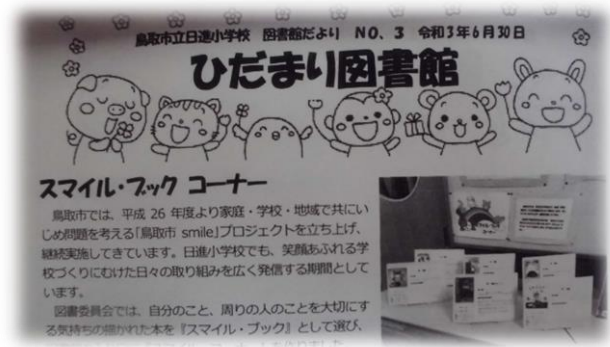 鳥取市立日進小学校 図書館だより NO、3 令和3年6月30日
ひだまり図書館
スマイル・ブック コーナー
鳥取市では、平成 26 年度より家庭・学校・地域で共にい
じめ問題を考える「鳥取市 smile」プロジェクトを立ち上げ、
継続実施してきています。日進小学校でも、笑顔あふれる学
校づくりにむけた日々の取り組みを広く発信する期間として
います。
図書委員会では、自分のこと、周りの人のことを大切にす
る気持ちの描かれた本を『スマイル・ブック』として選び、